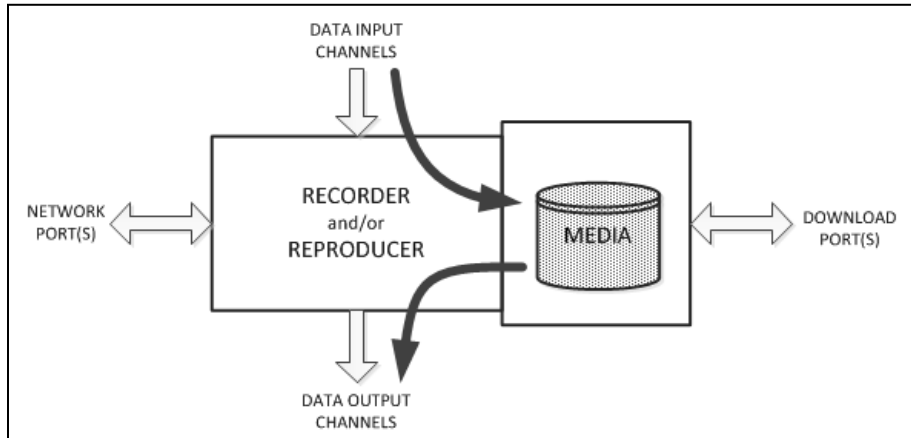 DATA INPUT
CHANNELS
RECORDER
and/or
REPRODUCER
MEDIA
NETWORK
PORT(S)
DOWNLOAD
PORT(S)
DATA OUTPUT
CHANNELS